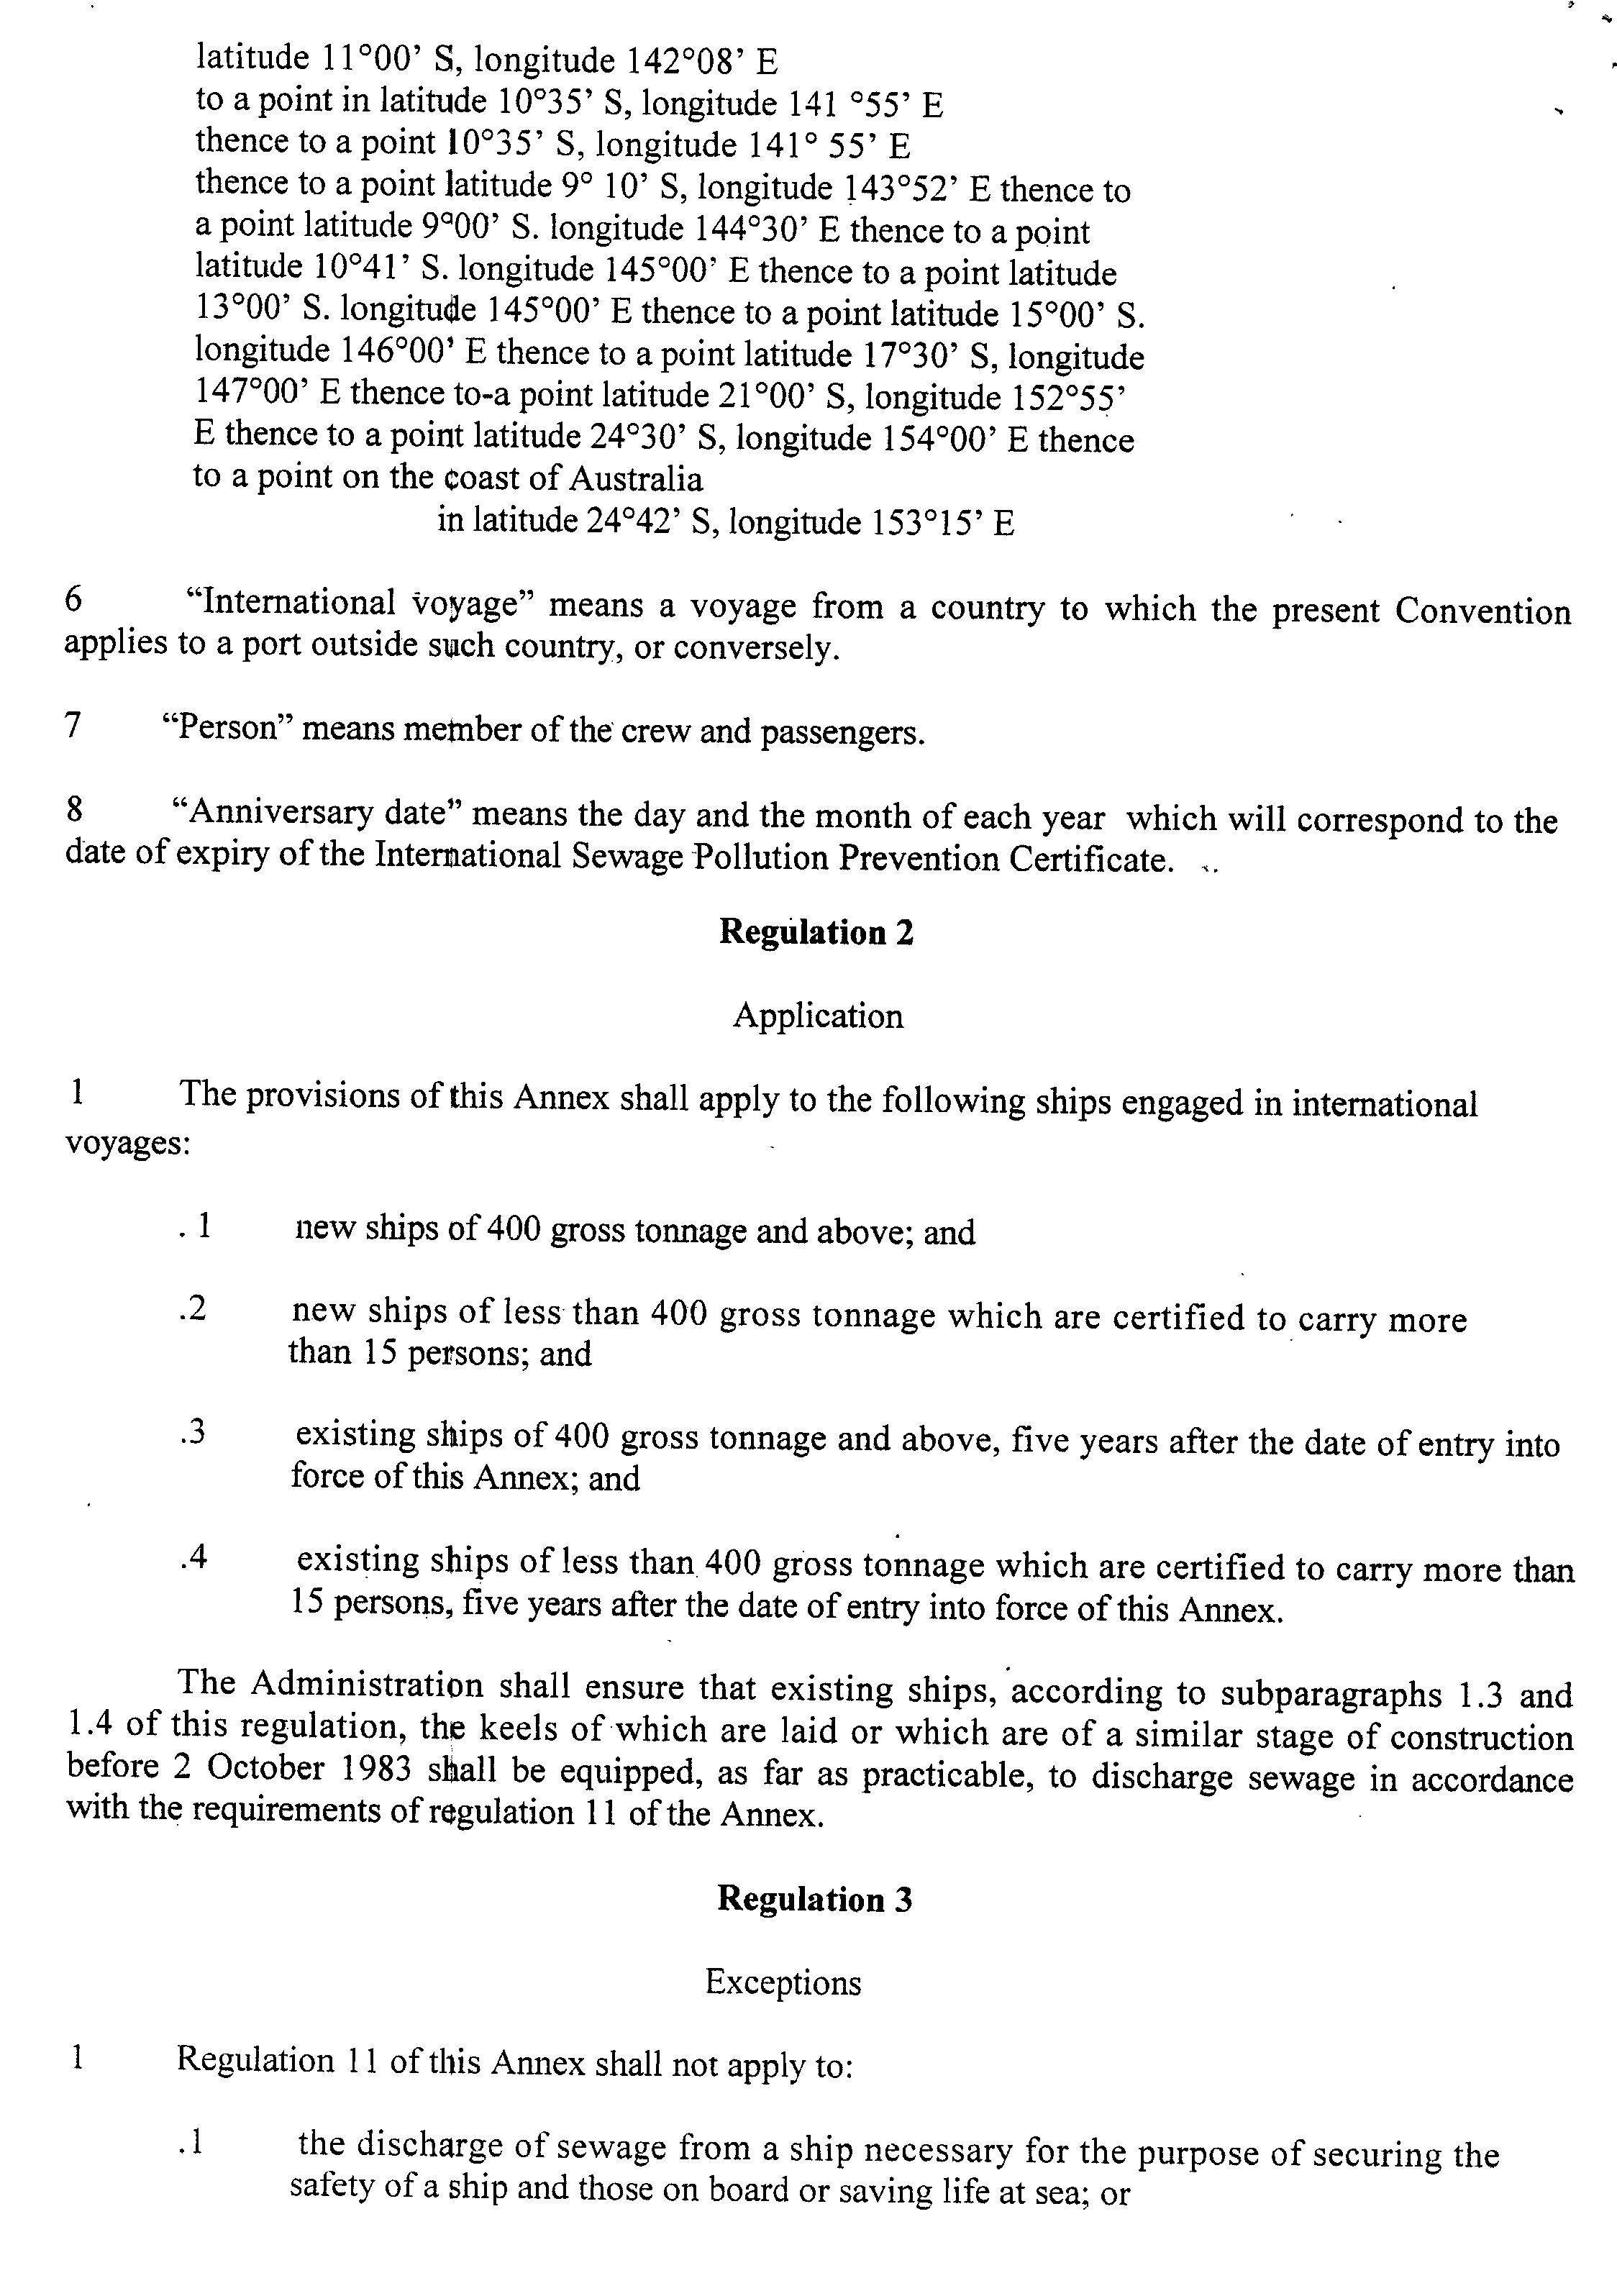 latitude 11°00’ S, longitude 142°08’ E
to a point in latitude 10°35’ S, longitude 141 °55’ E
thence to a point 10°35’ S, longitude 141° 55’ E
thence to a point latitude 9° 10’ S, longitude 143°52’ E thence to
a point latitude 9°00’ S. longitude 144°30’ E thence to a point
latitude 10°41’ S. longitude 145°00’ E thence to a point latitude
13°00’ S. longitude 145°00’ E thence to a point latitude 15°00’ S.
longitude 146°00’ E thence to a point latitude 17°30’ S, longitude
147°00’ E thence to-a point latitude 21°00’ S, longitude 152°55’
E thence to a point latitude 24°30’ S, longitude 154°00’ E thence
to a point on the coast of Australia
in latitude 24°42’ S, longitude 153°15’ E
6 “International voyage” means a voyage from a country to which the present Convention
applies to a port outside such country, or conversely.
7 “Person” means member of the crew and passengers.
8 “Anniversary date” means the day and the month of each year which will correspond to the
date of expiry of the International Sewage Pollution Prevention Certificate.
Regulation 2
Application
1 The provisions of this Annex shall apply to the following ships engaged in international
voyages:
. 1 new ships of 400 gross tonnage and above; and
.2 new ships of less than 400 gross tonnage which are certified to carry more
than 15 persons; and
.3 existing ships of 400 gross tonnage and above, five years after the date of entry into
force of this Annex; and
.4 existing ships of less than 400 gross tonnage which are certified to carry more than
15 persons, five years after the date of entry into force of this Annex.
The Administration shall ensure that existing ships, according to subparagraphs 1.3 and
1.4 of this regulation, the keels of which are laid or which are of a similar stage of construction
before 2 October 1983 shall be equipped, as far as practicable, to discharge sewage in accordance
with the requirements of regulation 11 of the Annex.
Regulation 3
Exceptions
1 Regulation 11 of this Annex shall not apply to:
.1 the discharge of sewage from a ship necessary for the purpose of securing the
safety of a ship and those on board or saving life at sea; or